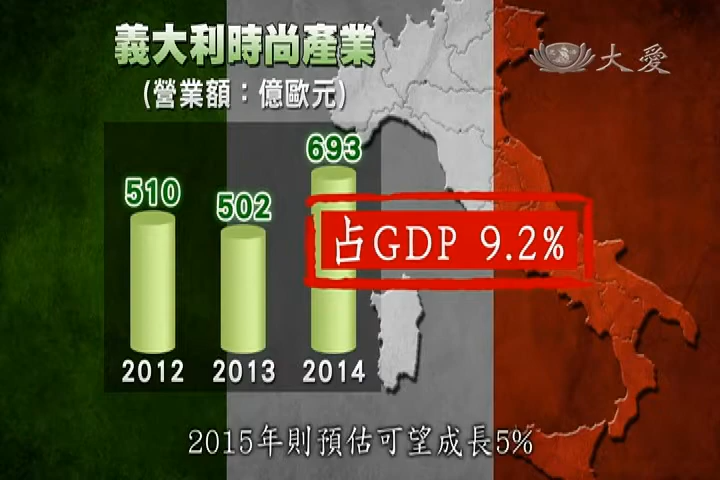 義大利時尚產業
大愛
(營業額：億歐元)
693
510
502
占GDP 9.2%
2012
2013
2014
2015年則預估可望成長5%